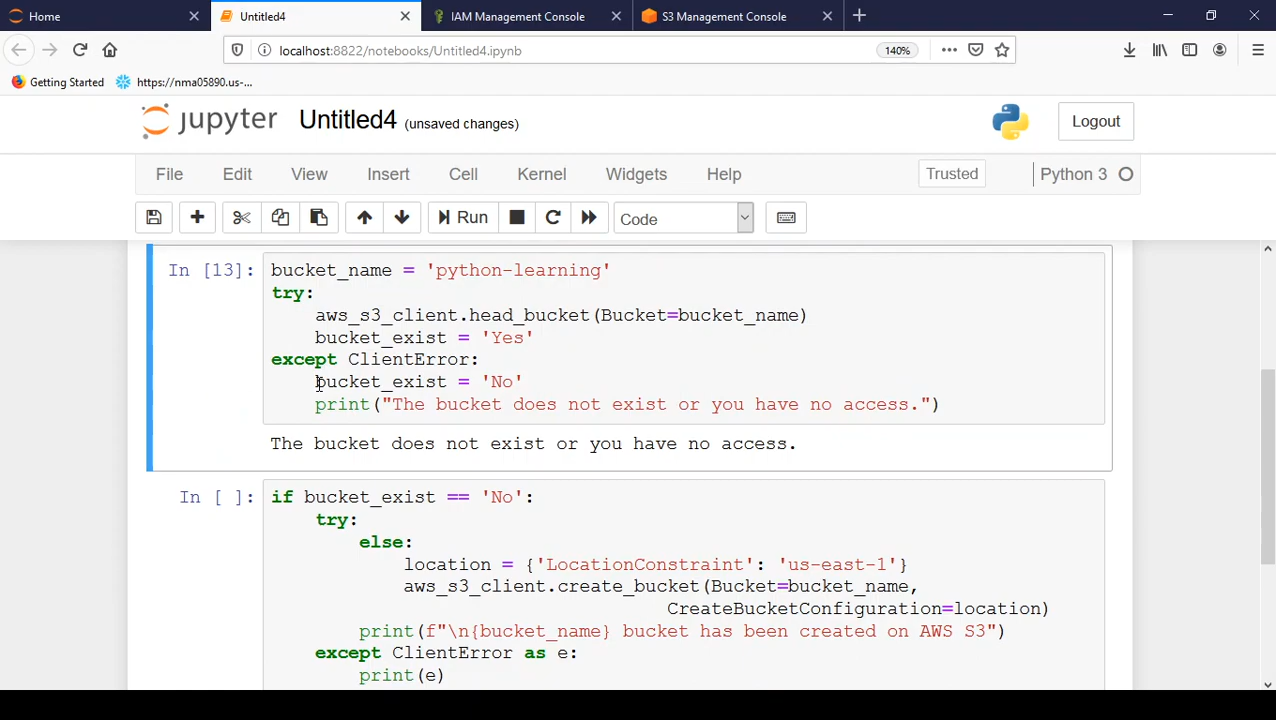 Home
Untitled4
IAM Management Console
S3 Management Console
localhost:8822/notebooks/Untitled4.ipynb
140%
Getting Started
https://nma05890.us-...
jupyter
Untitled4 (unsaved changes)
Logout
File Edit View Insert Cell Kernel Widgets Help
Trusted
Python 3
Run
Code
In [13]:
bucket_name = 'python-learning'
try:
    aws_s3_client.head_bucket(Bucket=bucket_name)
    bucket_exist = 'Yes'
except ClientError:
    bucket_exist = 'No'
    print("The bucket does not exist or you have no access.")
The bucket does not exist or you have no access.
In [ ]:
if bucket_exist == 'No':
    try:
        else:
            location = {'LocationConstraint': 'us-east-1'}
            aws_s3_client.create_bucket(Bucket=bucket_name,
                                    CreateBucketConfiguration=location)
        print(f"\n{bucket_name} bucket has been created on AWS S3")
    except ClientError as e:
        print(e)